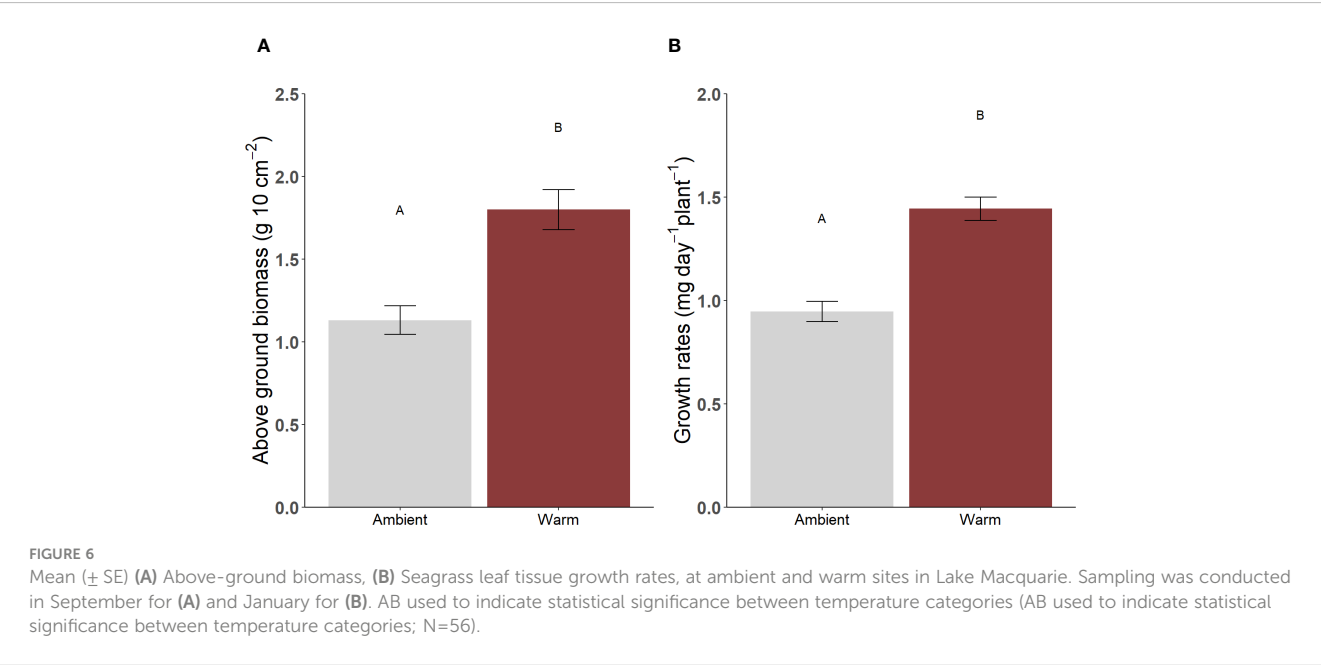 A
B
2.5
2.0
1.5
1.0
0.5
0.0
Above ground biomass (g 10 cm⁻²)
A
B
Ambient
Warm
2.0
1.5
1.0
0.5
0.0
Growth rates (mg day⁻¹plant⁻¹)
A
B
Ambient
Warm
FIGURE 6
Mean (± SE) (A) Above-ground biomass, (B) Seagrass leaf tissue growth rates, at ambient and warm sites in Lake Macquarie. Sampling was conducted
in September for (A) and January for (B). AB used to indicate statistical significance between temperature categories (AB used to indicate statistical
significance between temperature categories; N=56).